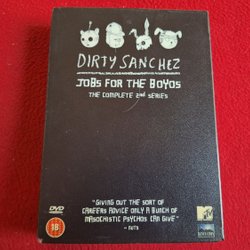 DIRTY SANCHEZ
JOBS FOR THE BOYOS
THE COMPLETE 2nd SERIES
"GIVING OUT THE SORT OF
CAREERS ADVICE ONLY A BUNCH OF
MASOCHISTIC PSYCHOS CAN GIVE"
- NUTS
DVD
18